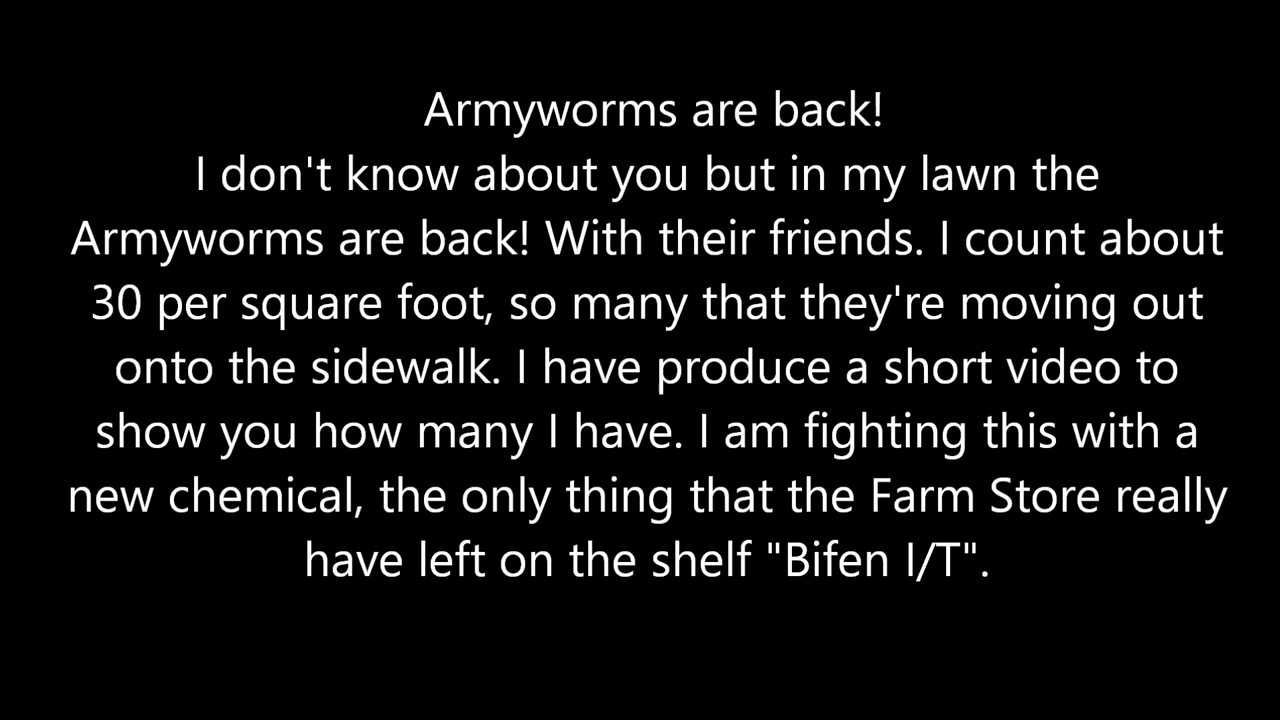 Armyworms are back!
I don't know about you but in my lawn the
Armyworms are back! With their friends. I count about
30 per square foot, so many that they're moving out
onto the sidewalk. I have produce a short video to
show you how many I have. I am fighting this with a
new chemical, the only thing that the Farm Store really
have left on the shelf "Bifen I/T".